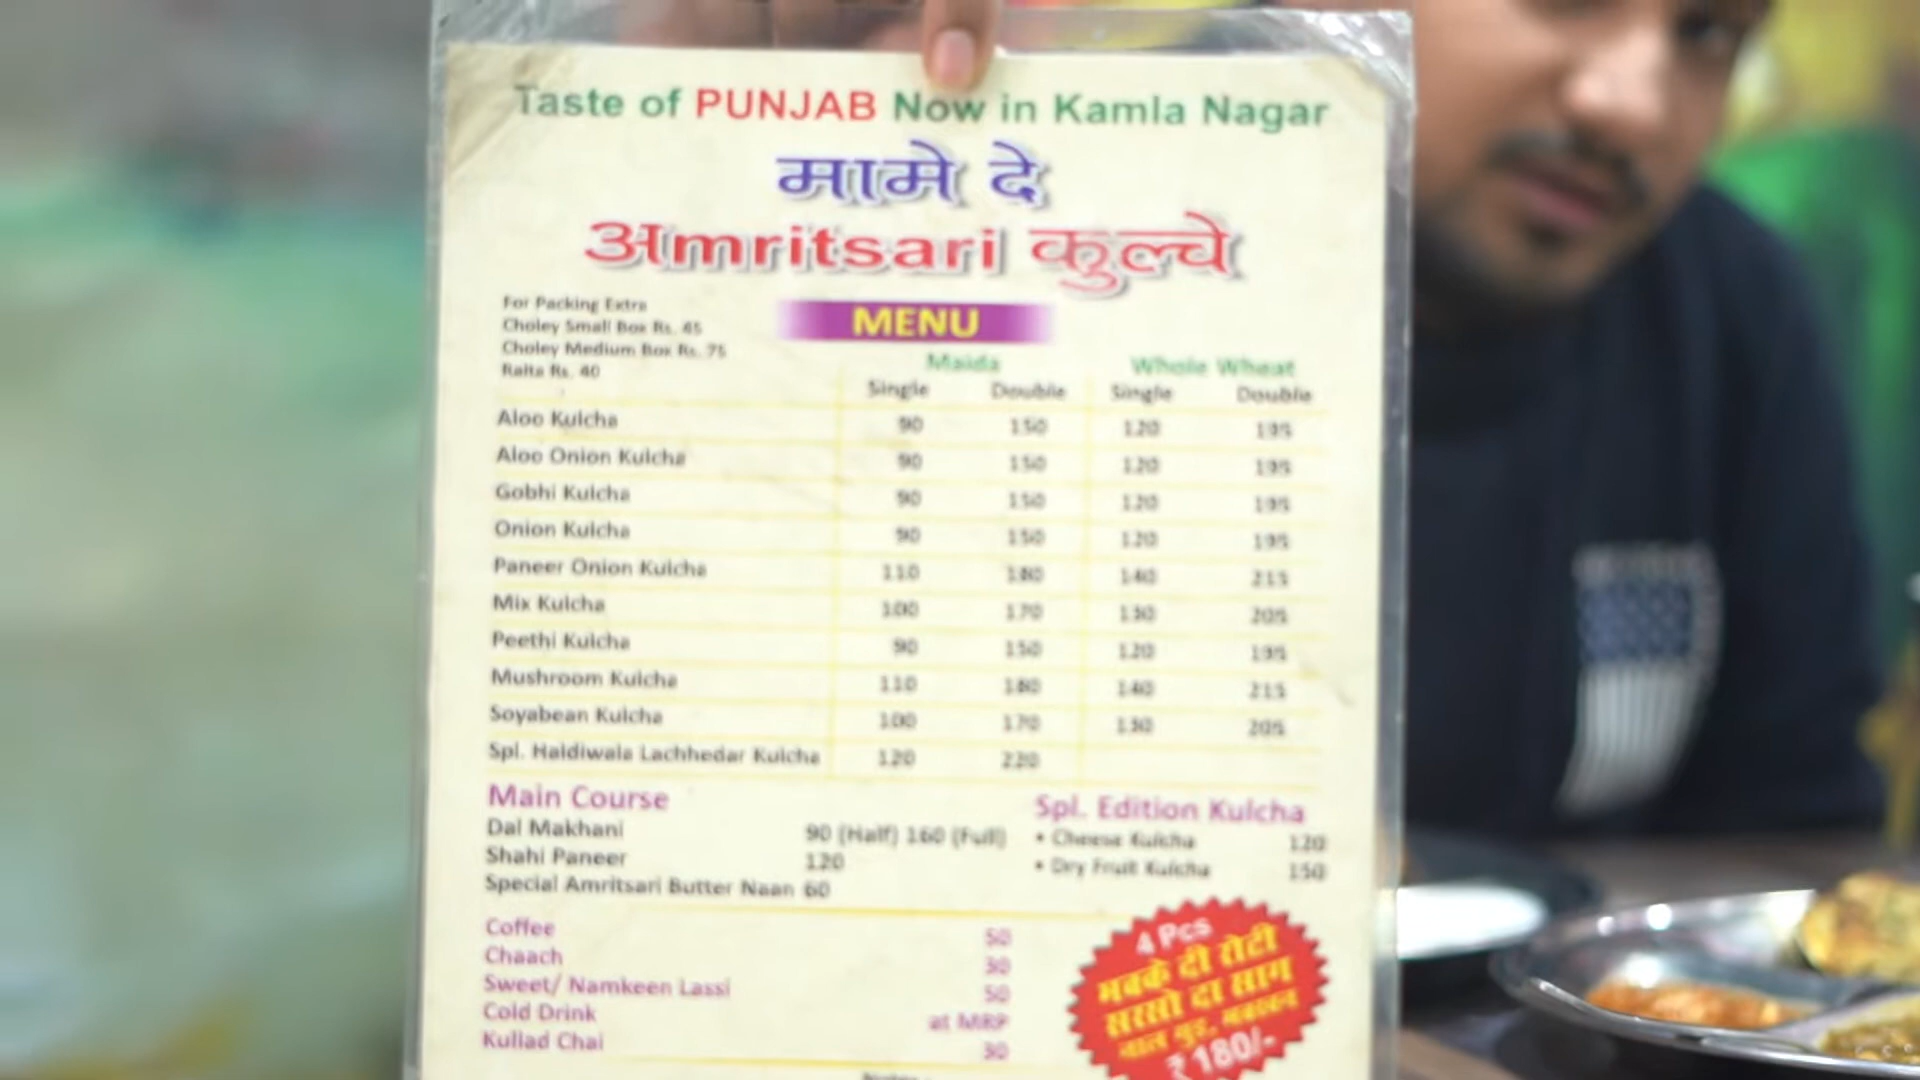 Taste of PUNJAB Now in Kamla Nagar
मामे दे
अmritsari कुल्चे
For Packing Extra
Choley Small Box Rs. 65
Choley Medium Box Rs. 75
Raita Rs. 40
MENU
Maida Whole Wheat
Single Double Single Double
Aloo Kulcha 90 150 120 195
Aloo Onion Kulcha 90 150 120 195
Gobhi Kulcha 90 150 120 195
Onion Kulcha 90 150 120 195
Paneer Onion Kulcha 110 180 140 215
Mix Kulcha 100 170 130 205
Peethi Kulcha 90 150 120 195
Mushroom Kulcha 110 180 140 215
Soyabean Kulcha 100 170 130 205
Spl. Haldiwala Lachhedar Kulcha 120 220
Main Course
Dal Makhani 90 (Half) 160 (Full)
Shahi Paneer 120
Special Amritsari Butter Naan 60
Spl. Edition Kulcha
• Cheese Kulcha 120
• Dry Fruit Kulcha 150
Coffee 50
Chaach 30
Sweet/ Namkeen Lassi 50
Cold Drink at MRP
Kullad Chai 30
4 Pcs
मक्के दी रोटी
सरसो दा साग
नाल गुड़, मक्खन
₹ 180/-